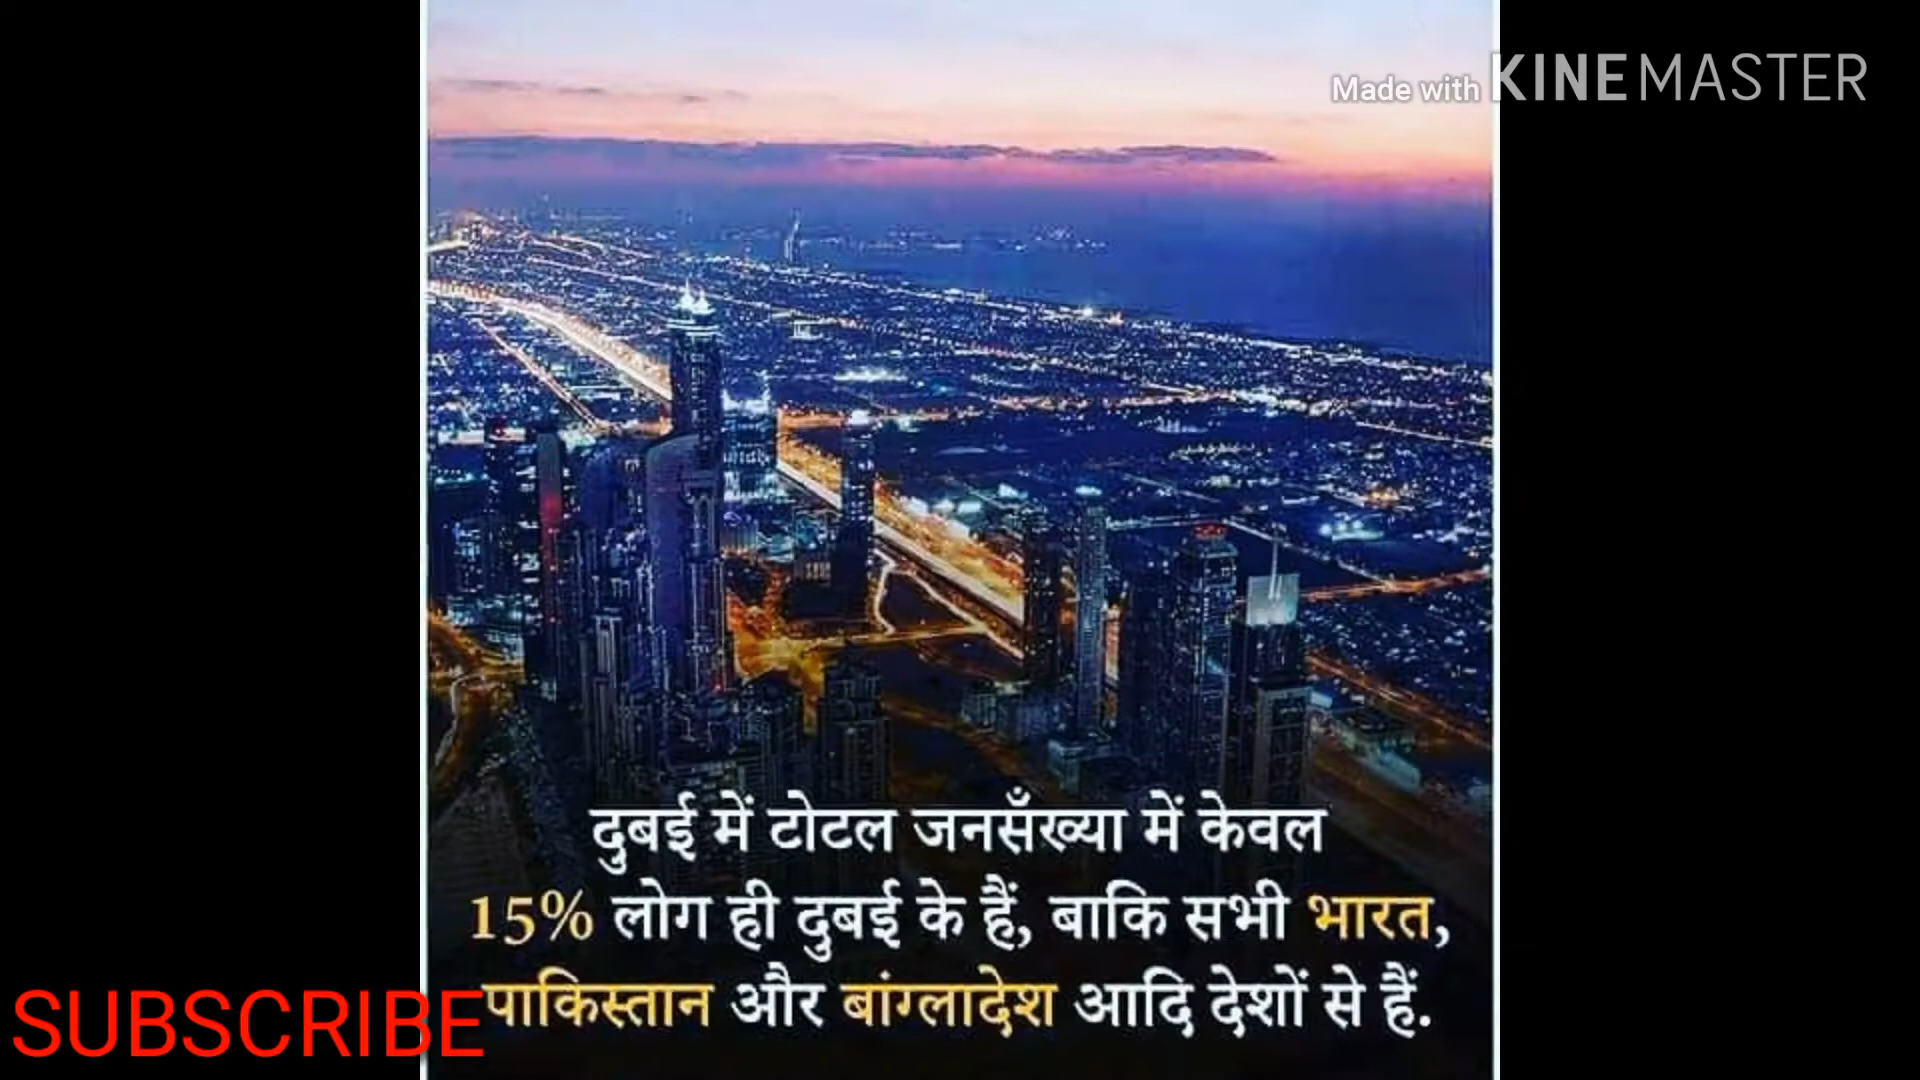 Made with KINEMASTER
दुबई में टोटल जनसँख्या में केवल
15% लोग ही दुबई के हैं, बाकि सभी भारत,
पाकिस्तान और बांग्लादेश आदि देशों से हैं.
SUBSCRIBE